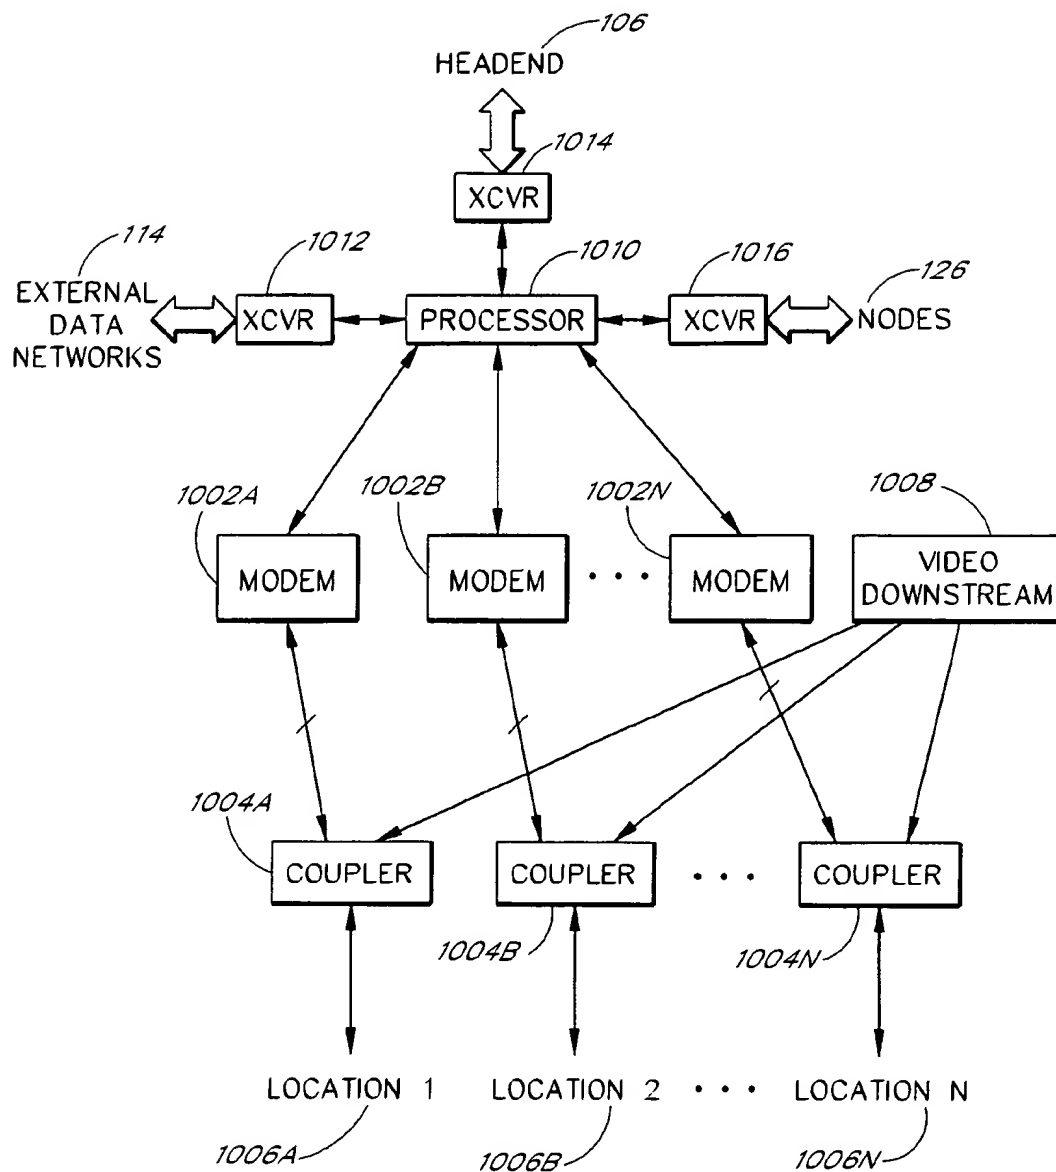 106
HEADEND
1014
XCVR
114
1012
1010
1016
126
EXTERNAL
DATA
NETWORKS
XCVR
PROCESSOR
XCVR
NODES
1002A
1002B
1002N
1008
MODEM
MODEM
• • •
MODEM
VIDEO
DOWNSTREAM
1004A
COUPLER
COUPLER
• • •
COUPLER
1004B
1004N
LOCATION 1
LOCATION 2
• • •
LOCATION N
1006A
1006B
1006N